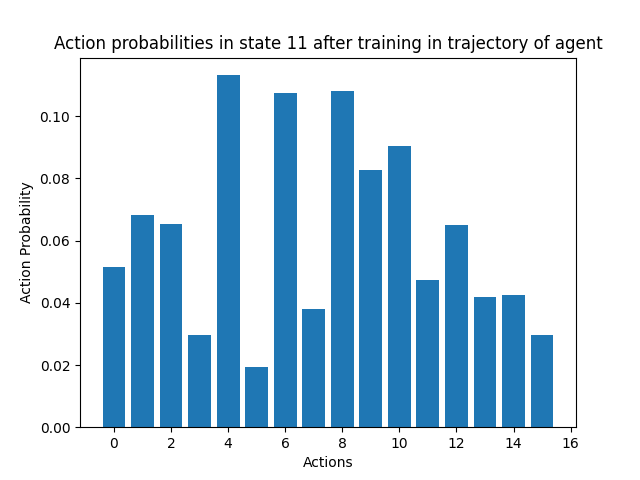 Action probabilities in state 11 after training in trajectory of agent
0.10
0.08
0.06
0.04
0.02
0.00
Action Probability
0 2 4 6 8 10 12 14 16
Actions